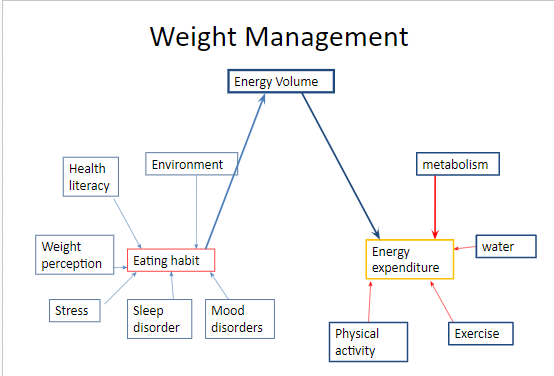 Weight Management
Energy Volume
Health
literacy
Environment
metabolism
Weight
perception
Eating habit
Energy
expenditure
water
Stress
Sleep
disorder
Mood
disorders
Physical
activity
Exercise